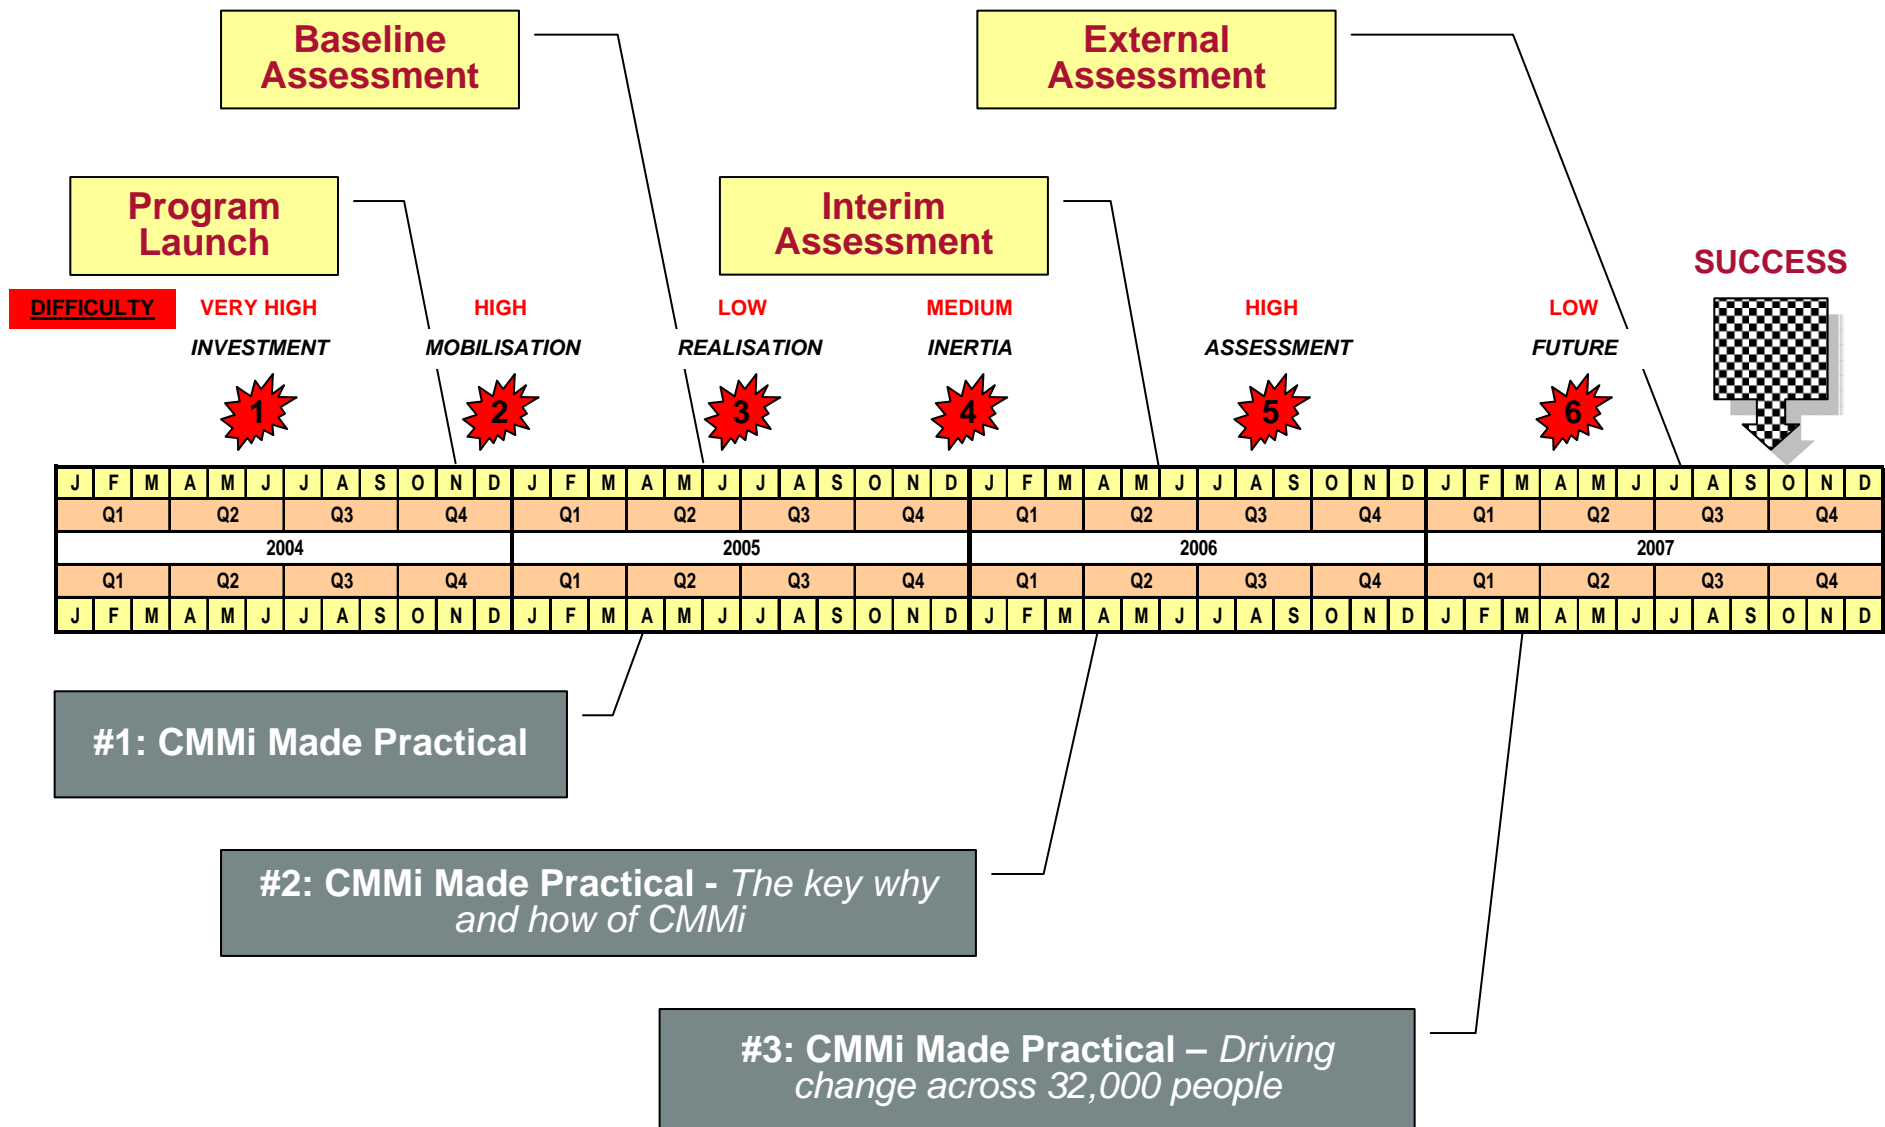 Baseline
Assessment
External
Assessment
Program
Launch
Interim
Assessment
SUCCESS
DIFFICULTY VERY HIGH HIGH LOW MEDIUM HIGH LOW
INVESTMENT MOBILISATION REALISATION INERTIA ASSESSMENT FUTURE
1 2 3 4 5 6
J F M A M J J A S O N D J F M A M J J A S O N D J F M A M J J A S O N D J F M A M J J A S O N D
Q1 Q2 Q3 Q4 Q1 Q2 Q3 Q4 Q1 Q2 Q3 Q4 Q1 Q2 Q3 Q4
2004 2005 2006 2007
Q1 Q2 Q3 Q4 Q1 Q2 Q3 Q4 Q1 Q2 Q3 Q4 Q1 Q2 Q3 Q4
J F M A M J J A S O N D J F M A M J J A S O N D J F M A M J J A S O N D J F M A M J J A S O N D
#1: CMMi Made Practical
#2: CMMi Made Practical - The key why
and how of CMMi
#3: CMMi Made Practical – Driving
change across 32,000 people